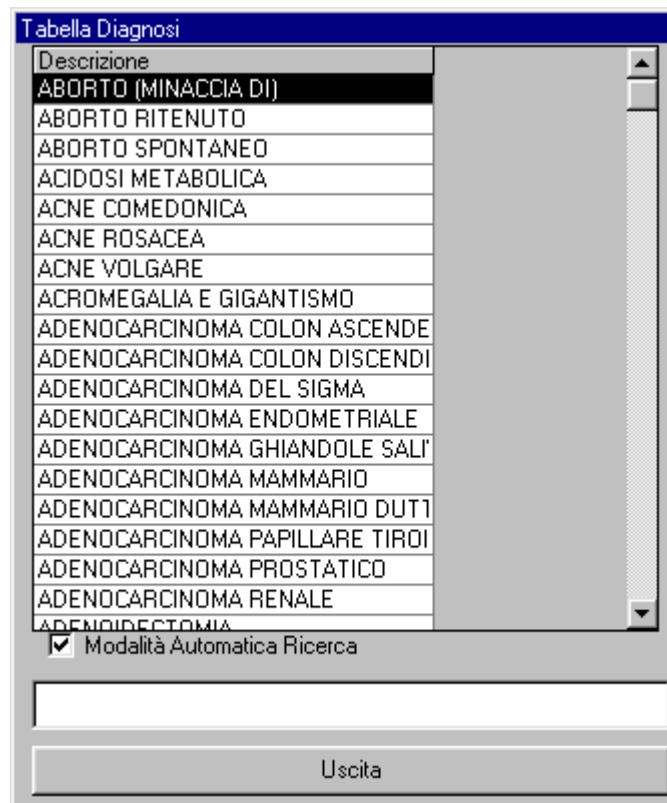 Tabella Diagnosi
Descrizione
ABORTO (MINACCIA DI)
ABORTO RITENUTO
ABORTO SPONTANEO
ACIDOSI METABOLICA
ACNE COMEDONICA
ACNE ROSACEA
ACNE VOLGARE
ACROMEGALIA E GIGANTISMO
ADENOCARCINOMA COLON ASCENDE
ADENOCARCINOMA COLON DISCENDI
ADENOCARCINOMA DEL SIGMA
ADENOCARCINOMA ENDOMETRIALE
ADENOCARCINOMA GHIANDOLE SALI
ADENOCARCINOMA MAMMARIO
ADENOCARCINOMA MAMMARIO DUTT
ADENOCARCINOMA PAPILLARE TIROI
ADENOCARCINOMA PROSTATICO
ADENOCARCINOMA RENALE
ADENOIDECTOMIA
Modalità Automatica Ricerca
Uscita